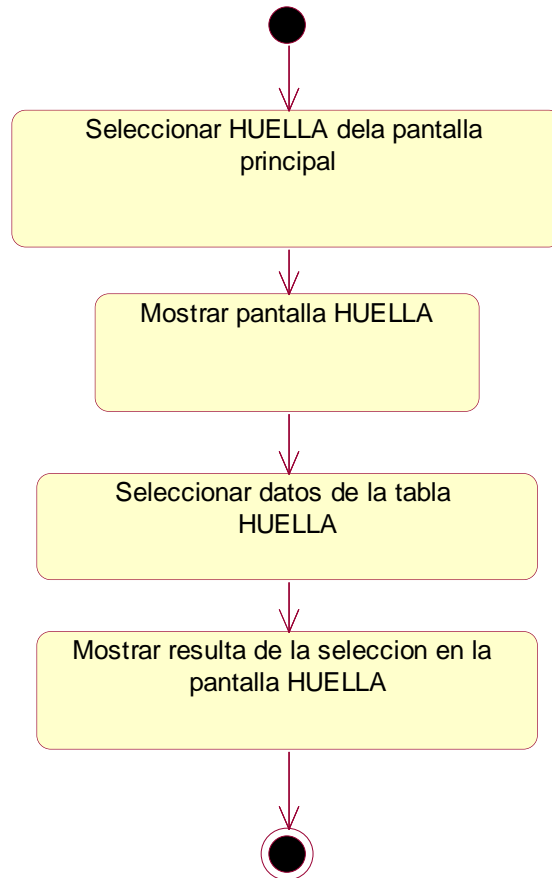 Seleccionar HUELLA dela pantalla
principal
Mostrar pantalla HUELLA
Seleccionar datos de la tabla
HUELLA
Mostrar resulta de la seleccion en la
pantalla HUELLA